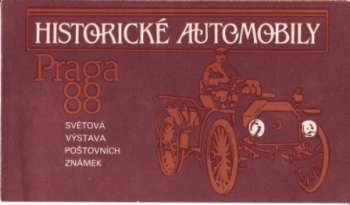 HISTORICKÉ AUTOMOBILY
Praga
88
SVĚTOVÁ
VÝSTAVA
POŠTOVNÍCH
ZNÁMEK